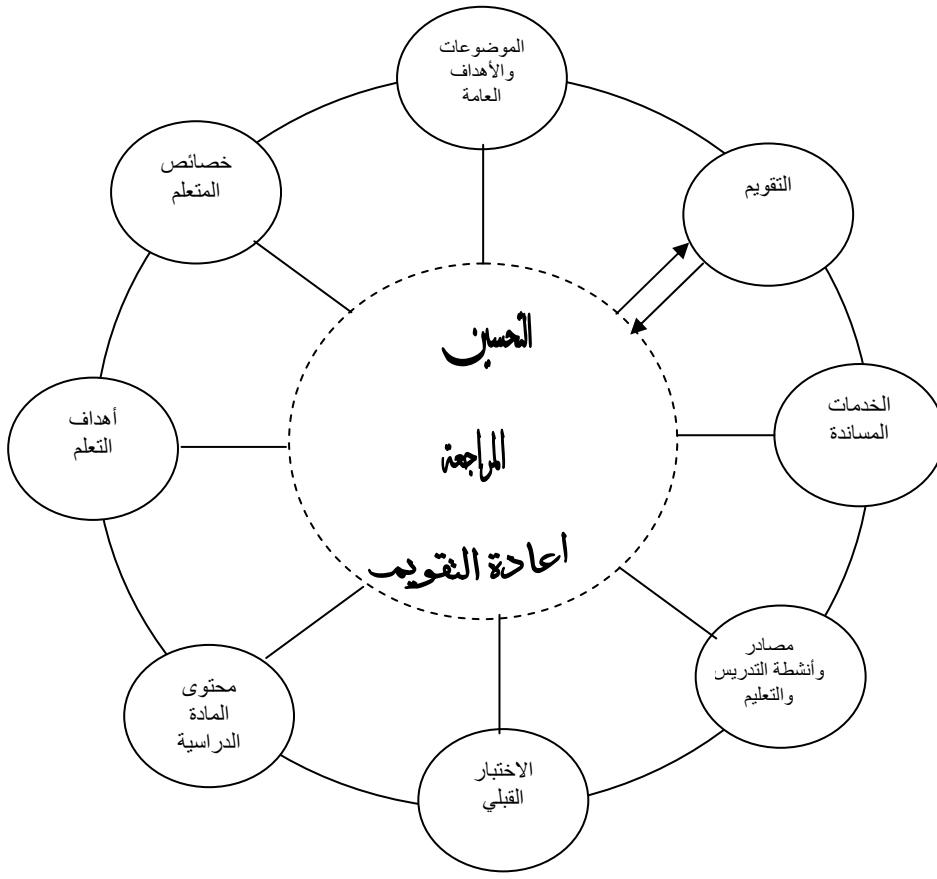 الموضوعات
والأهداف
العامة
خصائص
المتعلم
التقويم
التحسين
المراجعة
اعادة التقويم
أهداف
التعلم
الخدمات
المساندة
مصادر
وأنشطة التدريس
والتعليم
محتوى
المادة
الدراسية
الاختبار
القبلي